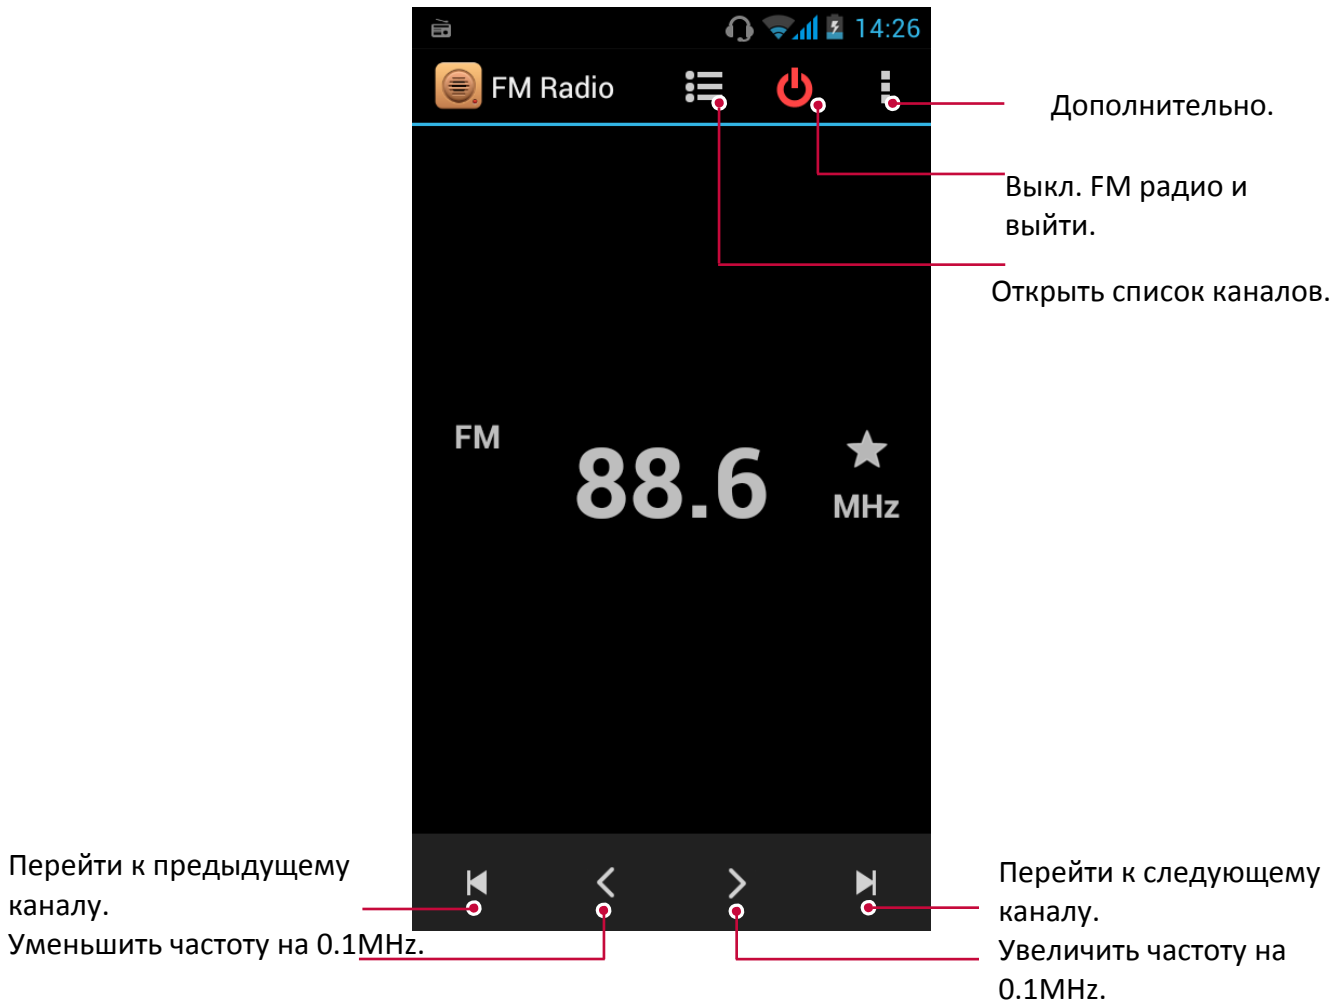 14:26
FM Radio
Дополнительно.
Выкл. FM радио и
выйти.
Открыть список каналов.
FM
88.6
MHz
Перейти к предыдущему
каналу.
Уменьшить частоту на 0.1MHz.
Перейти к следующему
каналу.
Увеличить частоту на
0.1MHz.